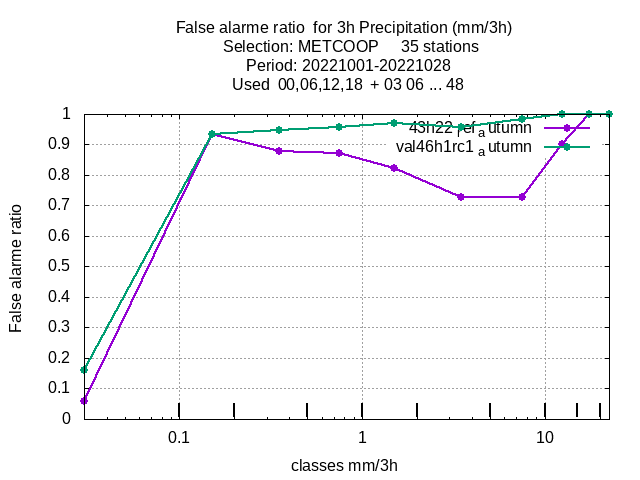 False alarme ratio  for 3h Precipitation (mm/3h)
Selection: METCOOP     35 stations
Period: 20221001-20221028
Used  00,06,12,18  + 03 06 ... 48
1
0.9
0.8
0.7
0.6
0.5
0.4
0.3
0.2
0.1
0
False alarme ratio
43h22_ref_autumn
val46h1rc1_autumn
0.1
1
10
classes mm/3h